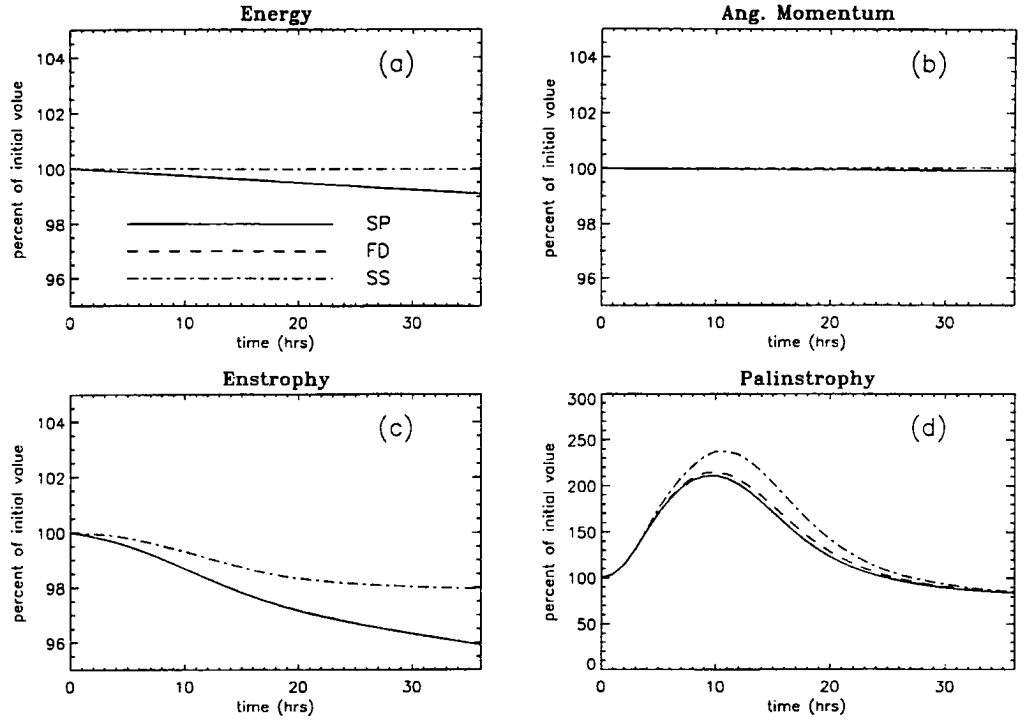 Energy
(a)
percent of initial value
104
102
100
98
96
SP
FD
SS
0
10
20
30
time (hrs)
Ang. Momentum
(b)
percent of initial value
104
102
100
98
96
0
10
20
30
time (hrs)
Enstrophy
(c)
percent of initial value
104
102
100
98
96
0
10
20
30
time (hrs)
Palinstrophy
(d)
percent of initial value
300
250
200
150
100
50
0
0
10
20
30
time (hrs)